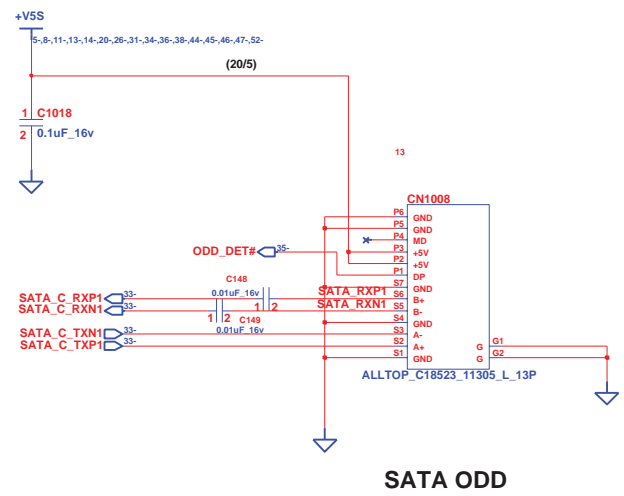 +V5S
5-,8-,11-,13-,14-,20-,26-,31-,34-,36-,38-,44-,45-,46-,47-,52-
(20/5)
1 C1018
2 0.1uF_16v
13
CN1008
P6 GND
P5 GND
P4 MD
P3 +5V
P2 +5V
ODD_DET# 35- P1 DP
C148
S7 GND
SATA_C_RXP1 33- 0.01uF_16v SATA_RXP1 S6 B+
SATA_C_RXN1 33- 1 2 1 2 SATA_RXN1 S5 B-
C149
S4 GND
0.01uF_16v
SATA_C_TXN1 33- S3 A-
SATA_C_TXP1 33- S2 A+ G G1
S1 GND G G2
ALLTOP_C18523_11305_L_13P
SATA ODD